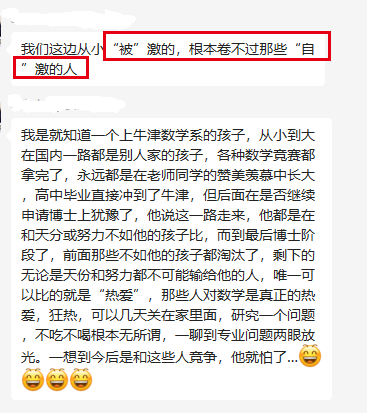 我们这边从小“被”激的，根本卷不过那些“自
”激的人
我是就知道一个上牛津数学系的孩子，从小到大
在国内一路都是别人家的孩子，各种数学竞赛都
拿完了，永远都是在老师同学的赞美羡慕中长大
，高中毕业直接冲到了牛津，但后面在是否继续
申请博士上犹豫了，他说这一路走来，他都是在
和天分或努力不如他的孩子比，而到最后博士阶
段了，前面那些不如他的孩子都淘汰了，剩下的
无论是天份和努力都不可能输给他的人，唯一可
以比的就是“热爱”，那些人对数学是真正的热
爱，狂热，可以几天关在家里面，研究一个问题
，不吃不喝根本无所谓，一聊到专业问题两眼放
光。一想到今后是和这些人竞争，他就怕了...